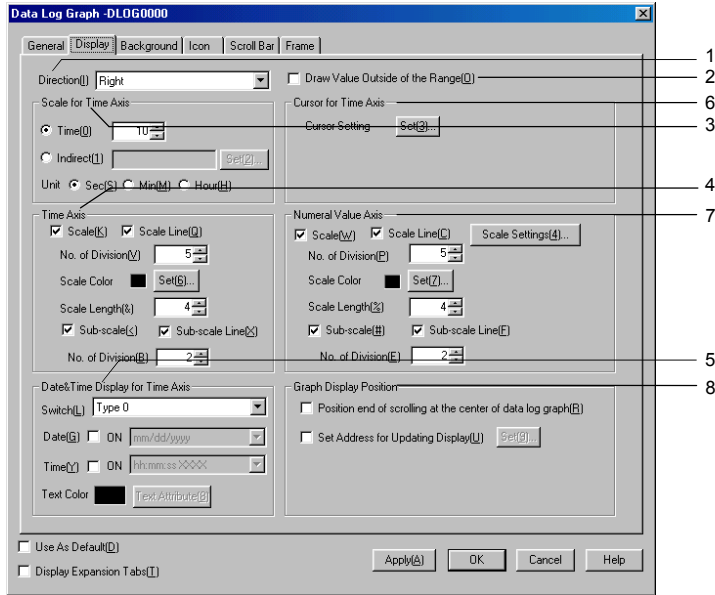 Data Log Graph -DLOG0000
General Display Background Icon Scroll Bar Frame
1
Direction(I) Right Draw Value Outside of the Range(O) 2
Scale for Time Axis Cursor for Time Axis 6
Time(0) 10 Cursor Setting Set(3)... 3
Indirect(1) Set(2)...
Unit Sec(S) Min(M) Hour(H) 4
Time Axis Numeral Value Axis 7
Scale(K) Scale Line(Q) Scale(W) Scale Line(C) Scale Settings(4)...
No. of Division(V) 5 No. of Division(P) 5
Scale Color Set(6)... Scale Color Set(7)...
Scale Length(&) 4 Scale Length(%) 4
Sub-scale(<) Sub-scale Line(X) Sub-scale(#) Sub-scale Line(F)
No. of Division(B) 2 No. of Division(E) 2
5
Date&Time Display for Time Axis Graph Display Position 8
Switch(L) Type 0 Position end of scrolling at the center of data log graph(R)
Date(G) ON mm/dd/yyyy Set Address for Updating Display(U) Set(9)...
Time(Y) ON hh:mm:ss XXXX
Text Color Text Attribute(8)
Use As Default(D)
Apply(A) OK Cancel Help
Display Expansion Tabs(T)